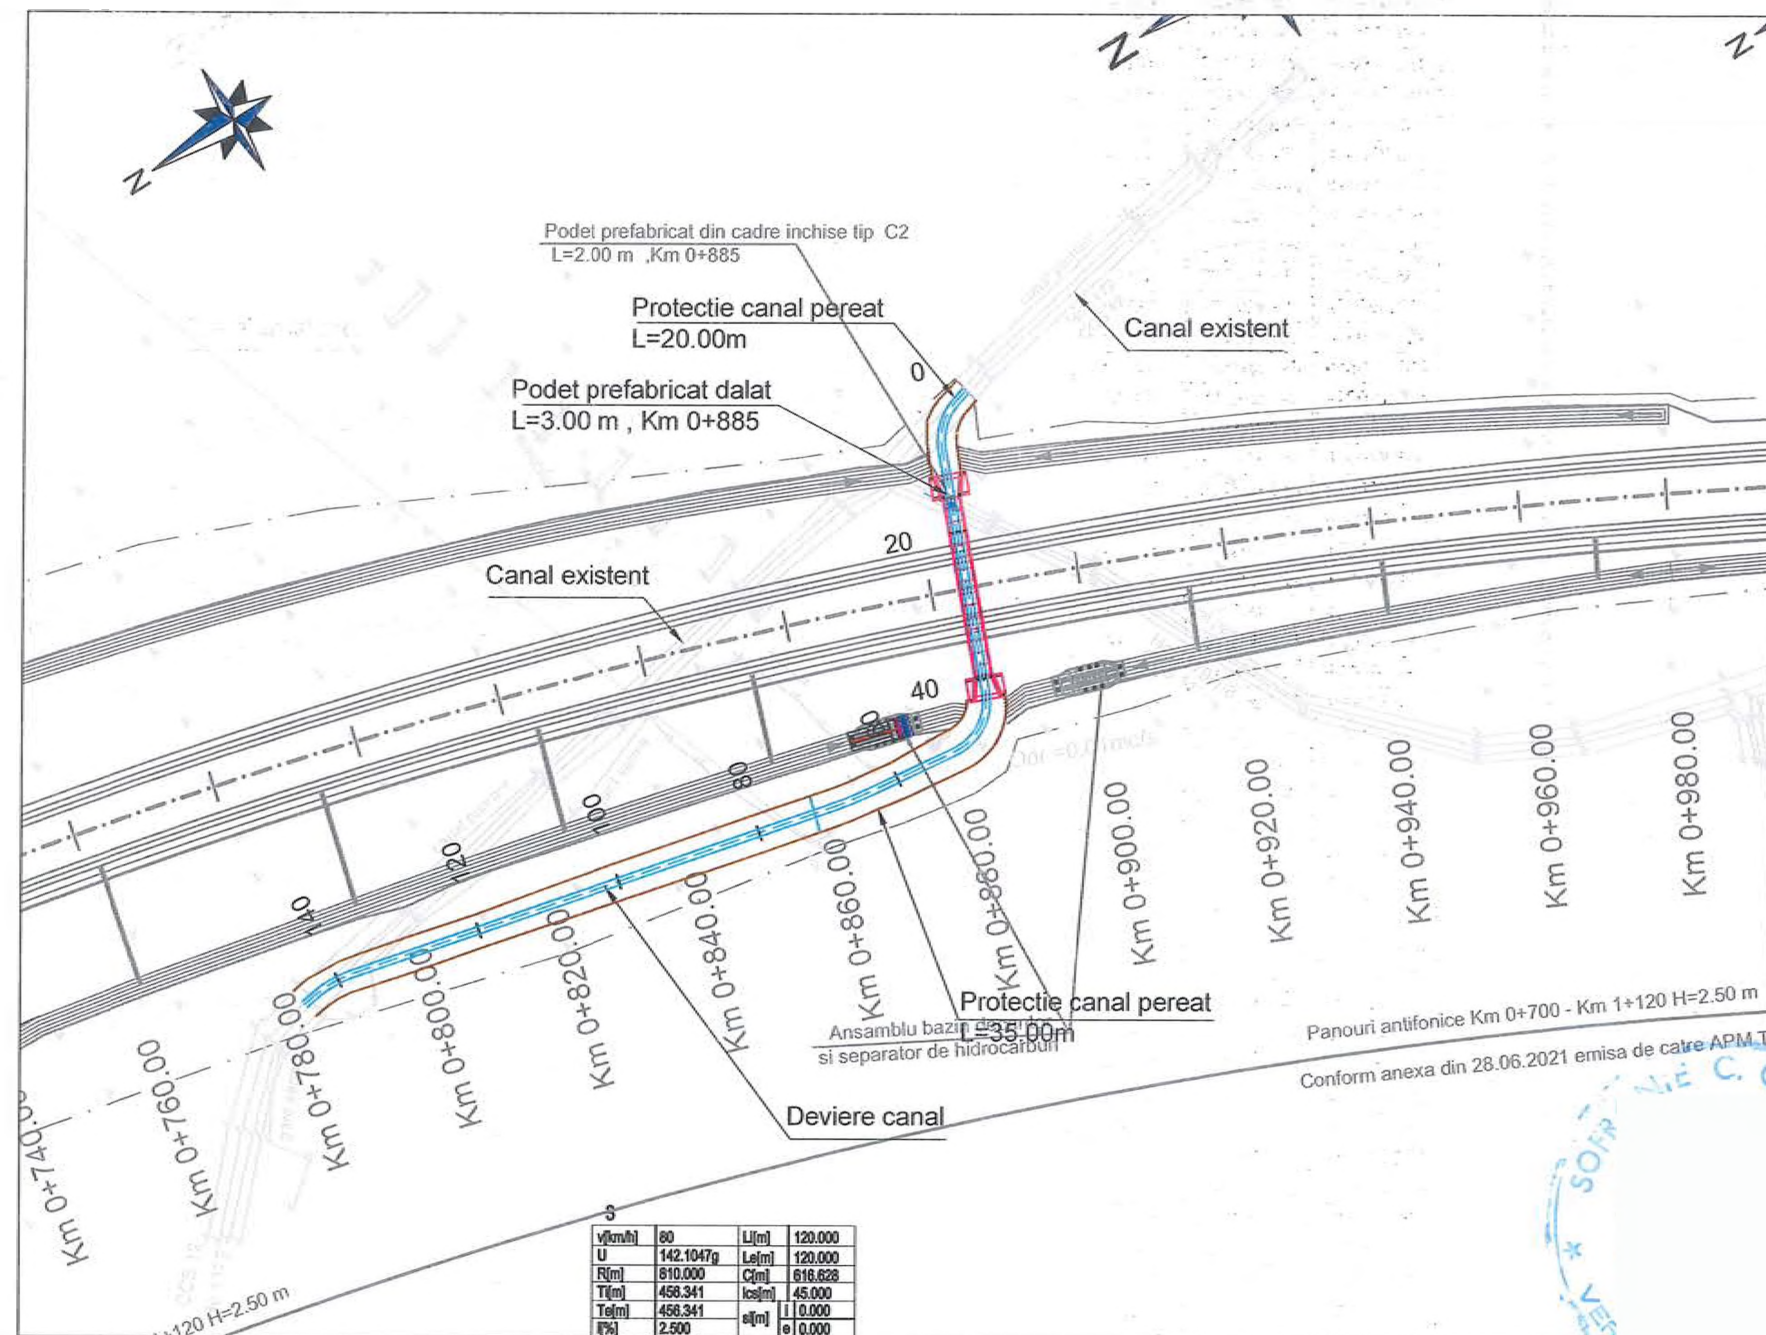 N
N
N
Podet prefabricat din cadre inchise tip C2
L=2.00 m ,Km 0+885
Protectie canal pereat
L=20.00m
Canal existent
0
Podet prefabricat dalat
L=3.00 m , Km 0+885
20
Canal existent
40
80
100
120
140
Km 0+740.00
Km 0+760.00
Km 0+780.00
Km 0+800.00
Km 0+820.00
Km 0+840.00
Km 0+860.00
Km 0+880.00
Km 0+900.00
Km 0+920.00
Km 0+940.00
Km 0+960.00
Km 0+980.00
Protectie canal pereat
L=35.00m
Ansamblu bazin
si separator de hidrocarburi
Panouri antifonice Km 0+700 - Km 1+120 H=2.50 m
Conform anexa din 28.06.2021 emisa de catre APM T
Deviere canal
+120 H=2.50 m
v[km/h] 80 Li[m] 120.000
U 142.1047g Le[m] 120.000
R[m] 810.000 C[m] 616.628
Ti[m] 456.341 lcs[m] 45.000
Te[m] 456.341 sl[m] i 0.000
i[%] 2.500 e 0.000